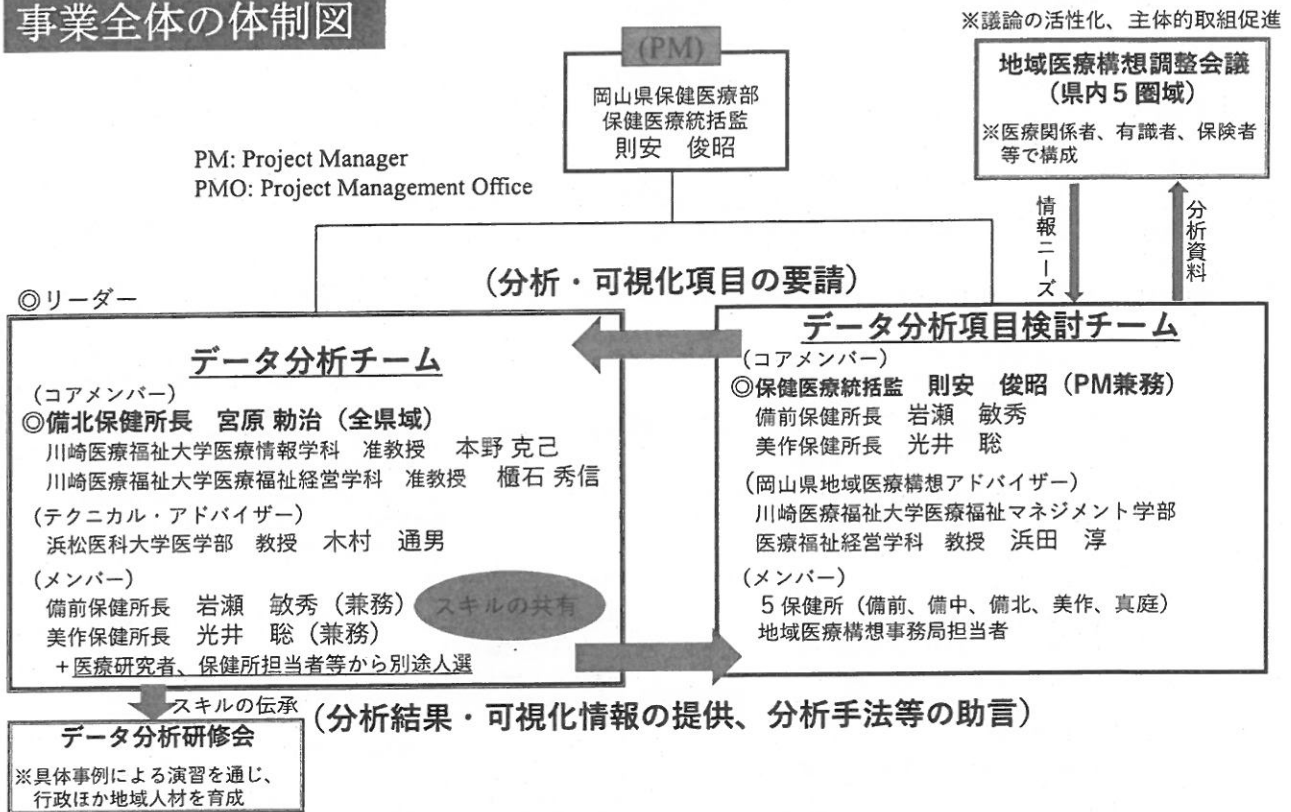 事業全体の体制図
(PM)
岡山県保健医療部
保健医療統括監
則安 俊昭
PM: Project Manager
PMO: Project Management Office
※議論の活性化、主体的取組促進
地域医療構想調整会議
(県内5圏域)
※医療関係者、有識者、保険者
等で構成
情報ニーズ
分析資料
(分析・可視化項目の要請)
◎リーダー
データ分析チーム
(コアメンバー)
◎備北保健所長 宮原 勅治(全県域)
川崎医療福祉大学医療情報学科 准教授 本野 克己
川崎医療福祉大学医療福祉経営学科 准教授 櫃石 秀信
(テクニカル・アドバイザー)
浜松医科大学医学部 教授 木村 通男
(メンバー)
備前保健所長 岩瀬 敏秀(兼務)
美作保健所長 光井 聡(兼務)
+医療研究者、保健所担当者等から別途人選
スキルの共有
データ分析項目検討チーム
(コアメンバー)
◎保健医療統括監 則安 俊昭(PM兼務)
備前保健所長 岩瀬 敏秀
美作保健所長 光井 聡
(岡山県地域医療構想アドバイザー)
川崎医療福祉大学医療福祉マネジメント学部
医療福祉経営学科 教授 浜田 淳
(メンバー)
5保健所(備前、備中、備北、美作、真庭)
地域医療構想事務局担当者
スキルの伝承
(分析結果・可視化情報の提供、分析手法等の助言)
データ分析研修会
※具体事例による演習を通じ、
行政ほか地域人材を育成